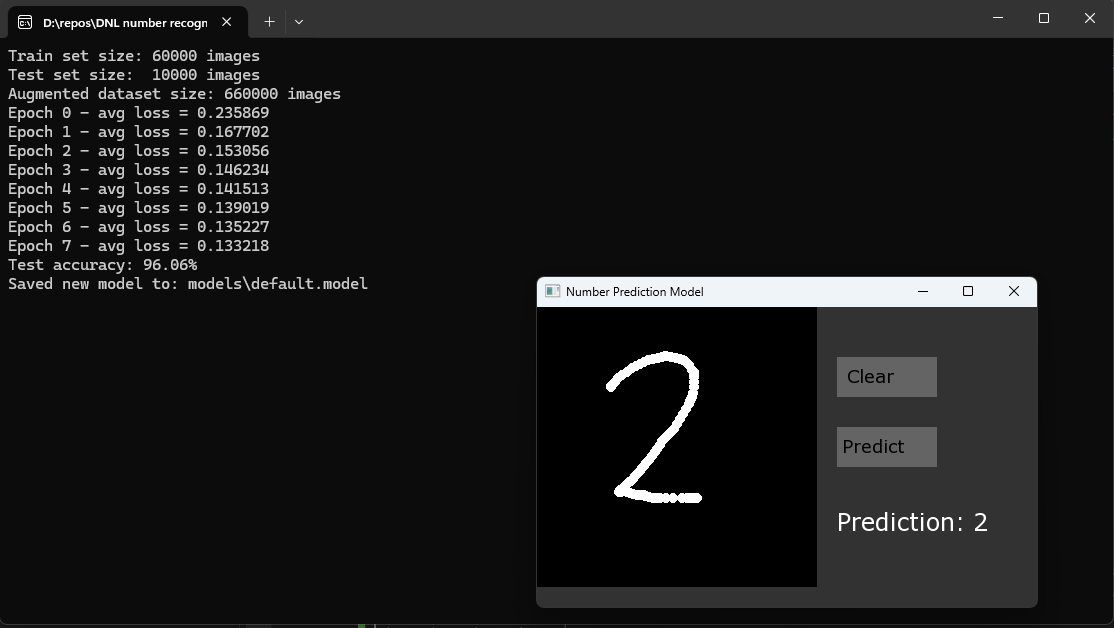 D:\repos\DNL number recogn
Train set size: 60000 images
Test set size:  10000 images
Augmented dataset size: 660000 images
Epoch 0 - avg loss = 0.235869
Epoch 1 - avg loss = 0.167702
Epoch 2 - avg loss = 0.153056
Epoch 3 - avg loss = 0.146234
Epoch 4 - avg loss = 0.141513
Epoch 5 - avg loss = 0.139019
Epoch 6 - avg loss = 0.135227
Epoch 7 - avg loss = 0.133218
Test accuracy: 96.06%
Saved new model to: models\default.model
Number Prediction Model
2
Clear
Predict
Prediction: 2